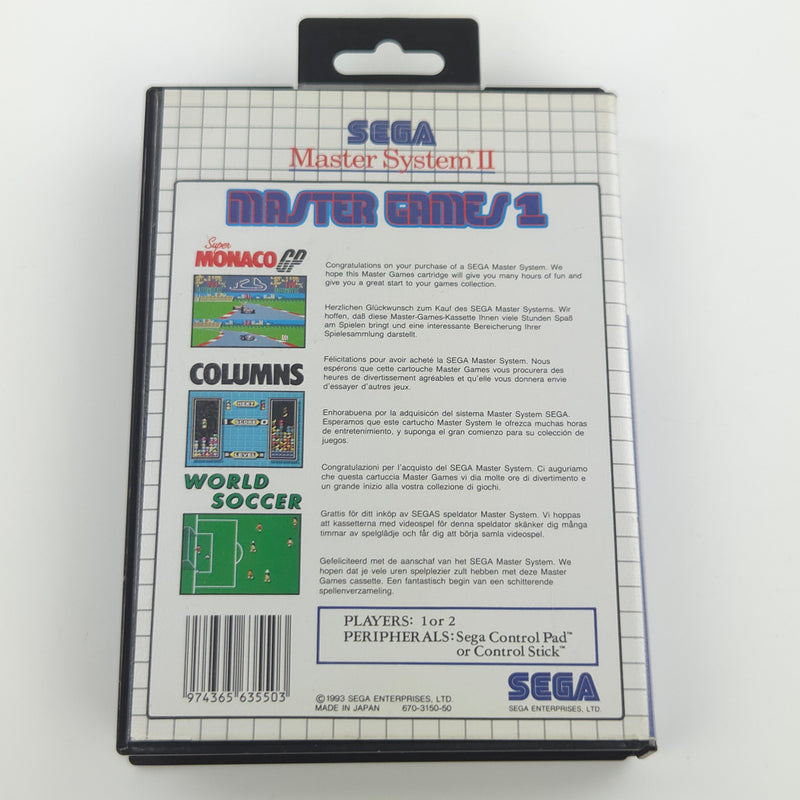 SEGA
Master System™ II
MASTER GAMES 1
Super
MONACO GP
Congratulations on your purchase of a SEGA Master System. We
hope this Master Games cartridge will give you many hours of fun and
give you a great start to your games collection.
Herzlichen Glückwunsch zum Kauf des SEGA Master Systems. Wir
hoffen, daß diese Master-Games-Kassette Ihnen viele Stunden Spaß
am Spielen bringt und eine interessante Bereicherung Ihrer
Spielesammlung darstellt.
COLUMNS
Félicitations pour avoir acheté la SEGA Master System. Nous
espérons que cette cartouche Master Games vous procurera des
heures de divertissement agréables et qu'elle vous donnera envie
d'essayer d'autres jeux.
NEXT
SCORE
LEVEL
Enhorabuena por la adquisición del sistema Master System SEGA.
Esperamos que este cartucho Master System le ofrezca muchas horas
de entretenimiento, y suponga el gran comienzo para su colección de
juegos.
WORLD
SOCCER
Congratulazioni per l'acquisto del SEGA Master System. Ci auguriamo
che questa cartuccia Master Games vi dia molte ore di divertimento e
un grande inizio alla vostra collezione di giochi.
Grattis för ditt inköp av SEGAS speldator Master System. Vi hoppas
att kassetterna med videospel för denna speldator skänker dig många
timmar av spelglädje och får dig att börja samla videospel.
Gefeliciteerd met de aanschaf van het SEGA Master System. We
hopen dat je vele uren spelplezier zult hebben met deze Master
Games cassette. Een fantastisch begin van een schitterende
spellenverzameling.
PLAYERS: 1 or 2
PERIPHERALS: Sega Control Pad™
or Control Stick™
974365 635503
©1993 SEGA ENTERPRISES, LTD.
MADE IN JAPAN 670-3150-50
SEGA
SEGA ENTERPRISES, LTD.